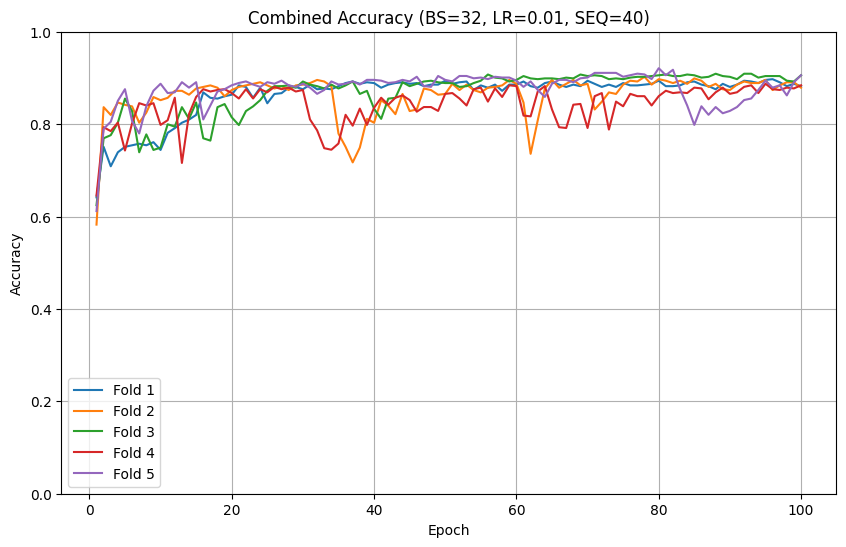 Combined Accuracy (BS=32, LR=0.01, SEQ=40)
1.0
0.8
0.6
0.4
0.2
0.0
Accuracy
Fold 1
Fold 2
Fold 3
Fold 4
Fold 5
0 20 40 60 80 100
Epoch